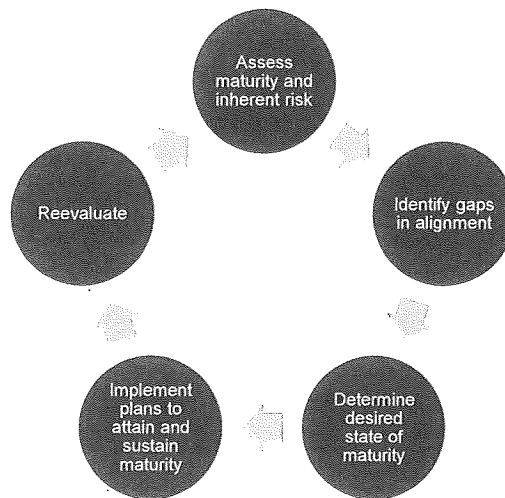 Assess
maturity and
inherent risk
Identify gaps
in alignment
Determine
desired
state of
maturity
Implement
plans to
attain and
sustain
maturity
Reevaluate